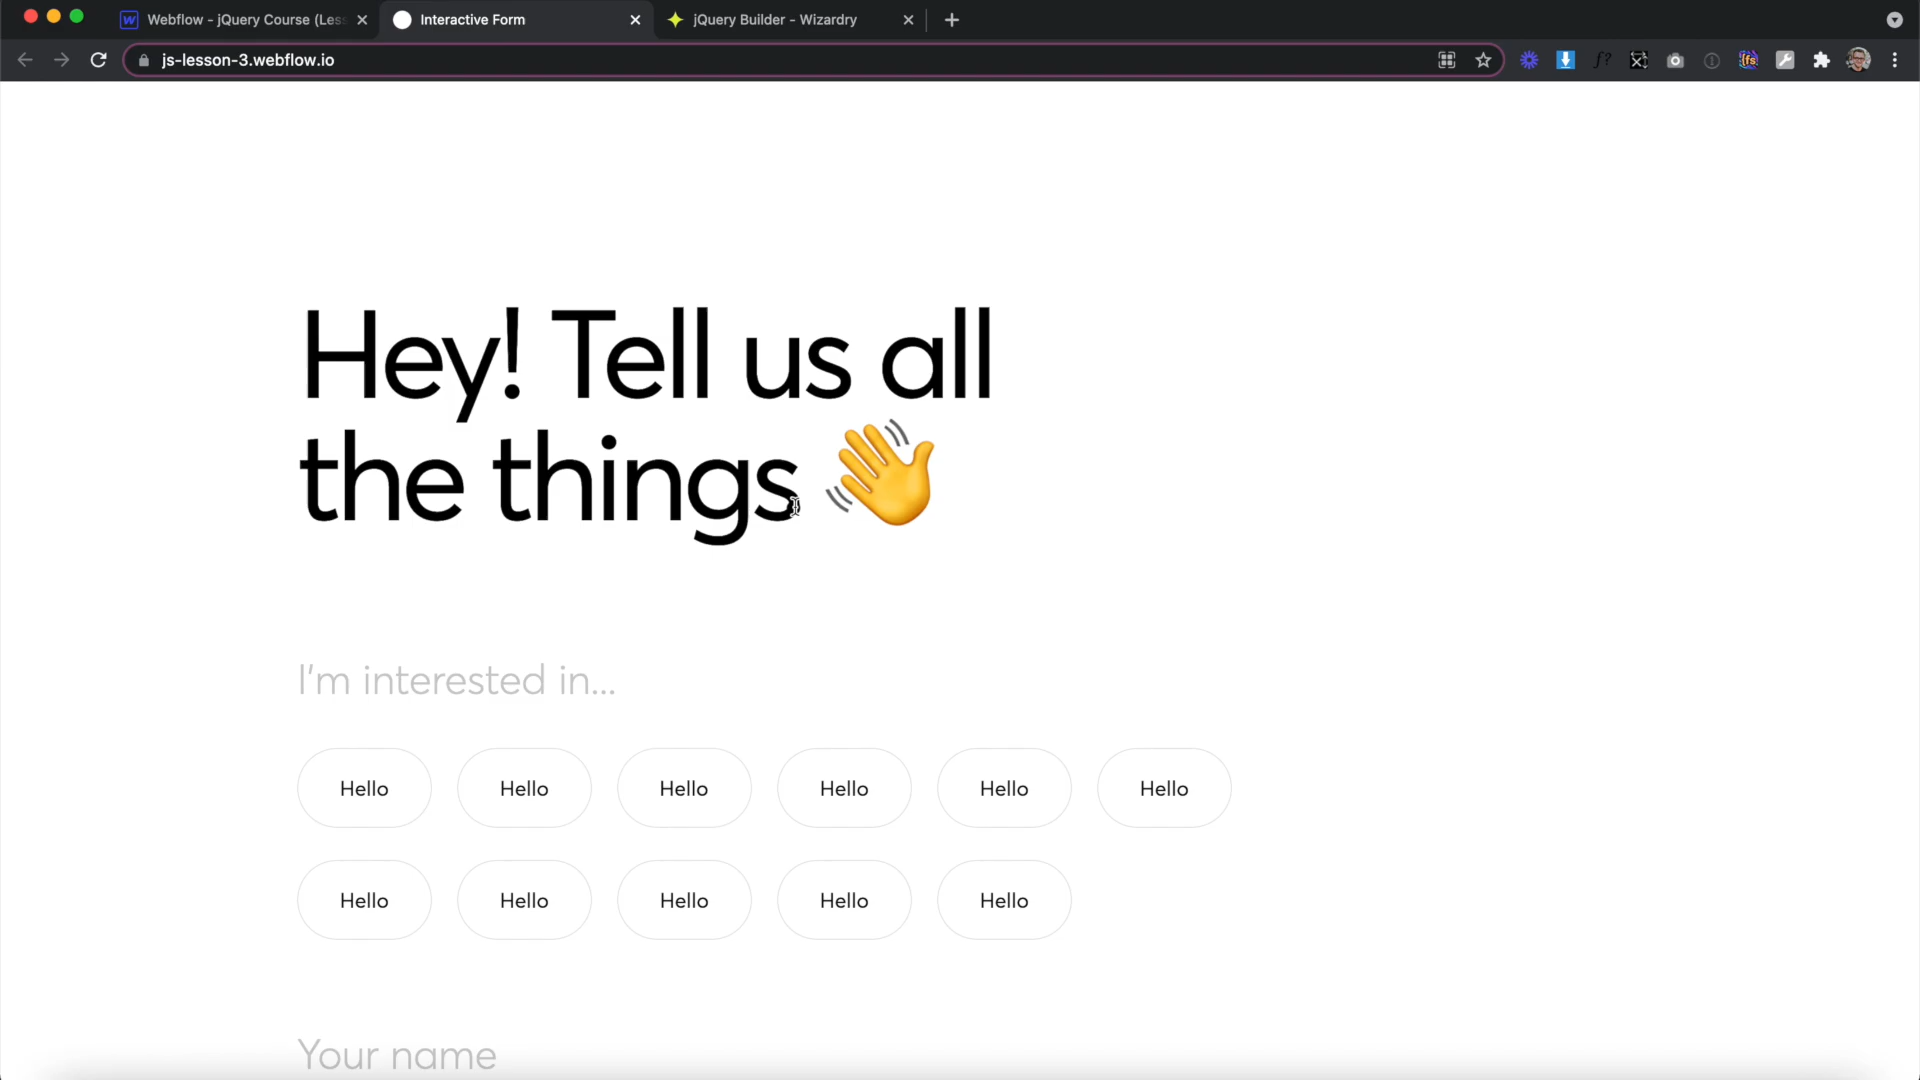 Webflow - jQuery Course (Les
Interactive Form
jQuery Builder - Wizardry
js-lesson-3.webflow.io
Hey! Tell us all
the things 👋
I'm interested in...
Hello Hello Hello Hello Hello Hello
Hello Hello Hello Hello Hello
Your name